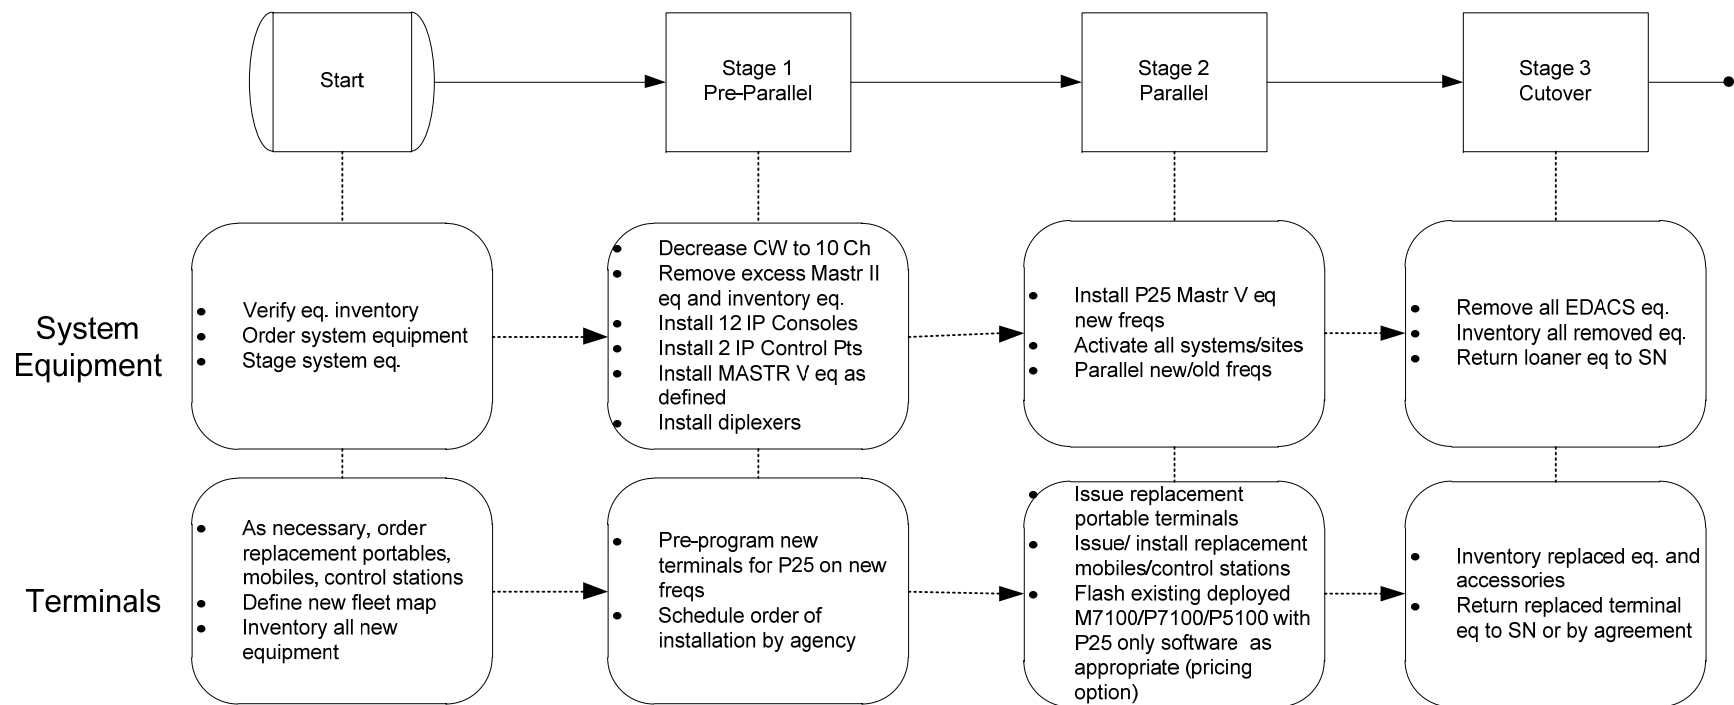 Start
Stage 1
Pre-Parallel
Stage 2
Parallel
Stage 3
Cutover
System
Equipment
• Verify eq. inventory
• Order system equipment
• Stage system eq.
• Decrease CW to 10 Ch
• Remove excess Mastr II
eq and inventory eq.
• Install 12 IP Consoles
• Install 2 IP Control Pts
• Install MASTR V eq as
defined
• Install diplexers
• Install P25 Mastr V eq
new freqs
• Activate all systems/sites
• Parallel new/old freqs
• Remove all EDACS eq.
• Inventory all removed eq.
• Return loaner eq to SN
Terminals
• As necessary, order
replacement portables,
mobiles, control stations
• Define new fleet map
• Inventory all new
equipment
• Pre-program new
terminals for P25 on new
freqs
• Schedule order of
installation by agency
• Issue replacement
portable terminals
• Issue/ install replacement
mobiles/control stations
• Flash existing deployed
M7100/P7100/P5100 with
P25 only software as
appropriate (pricing
option)
• Inventory replaced eq. and
accessories
• Return replaced terminal
eq to SN or by agreement